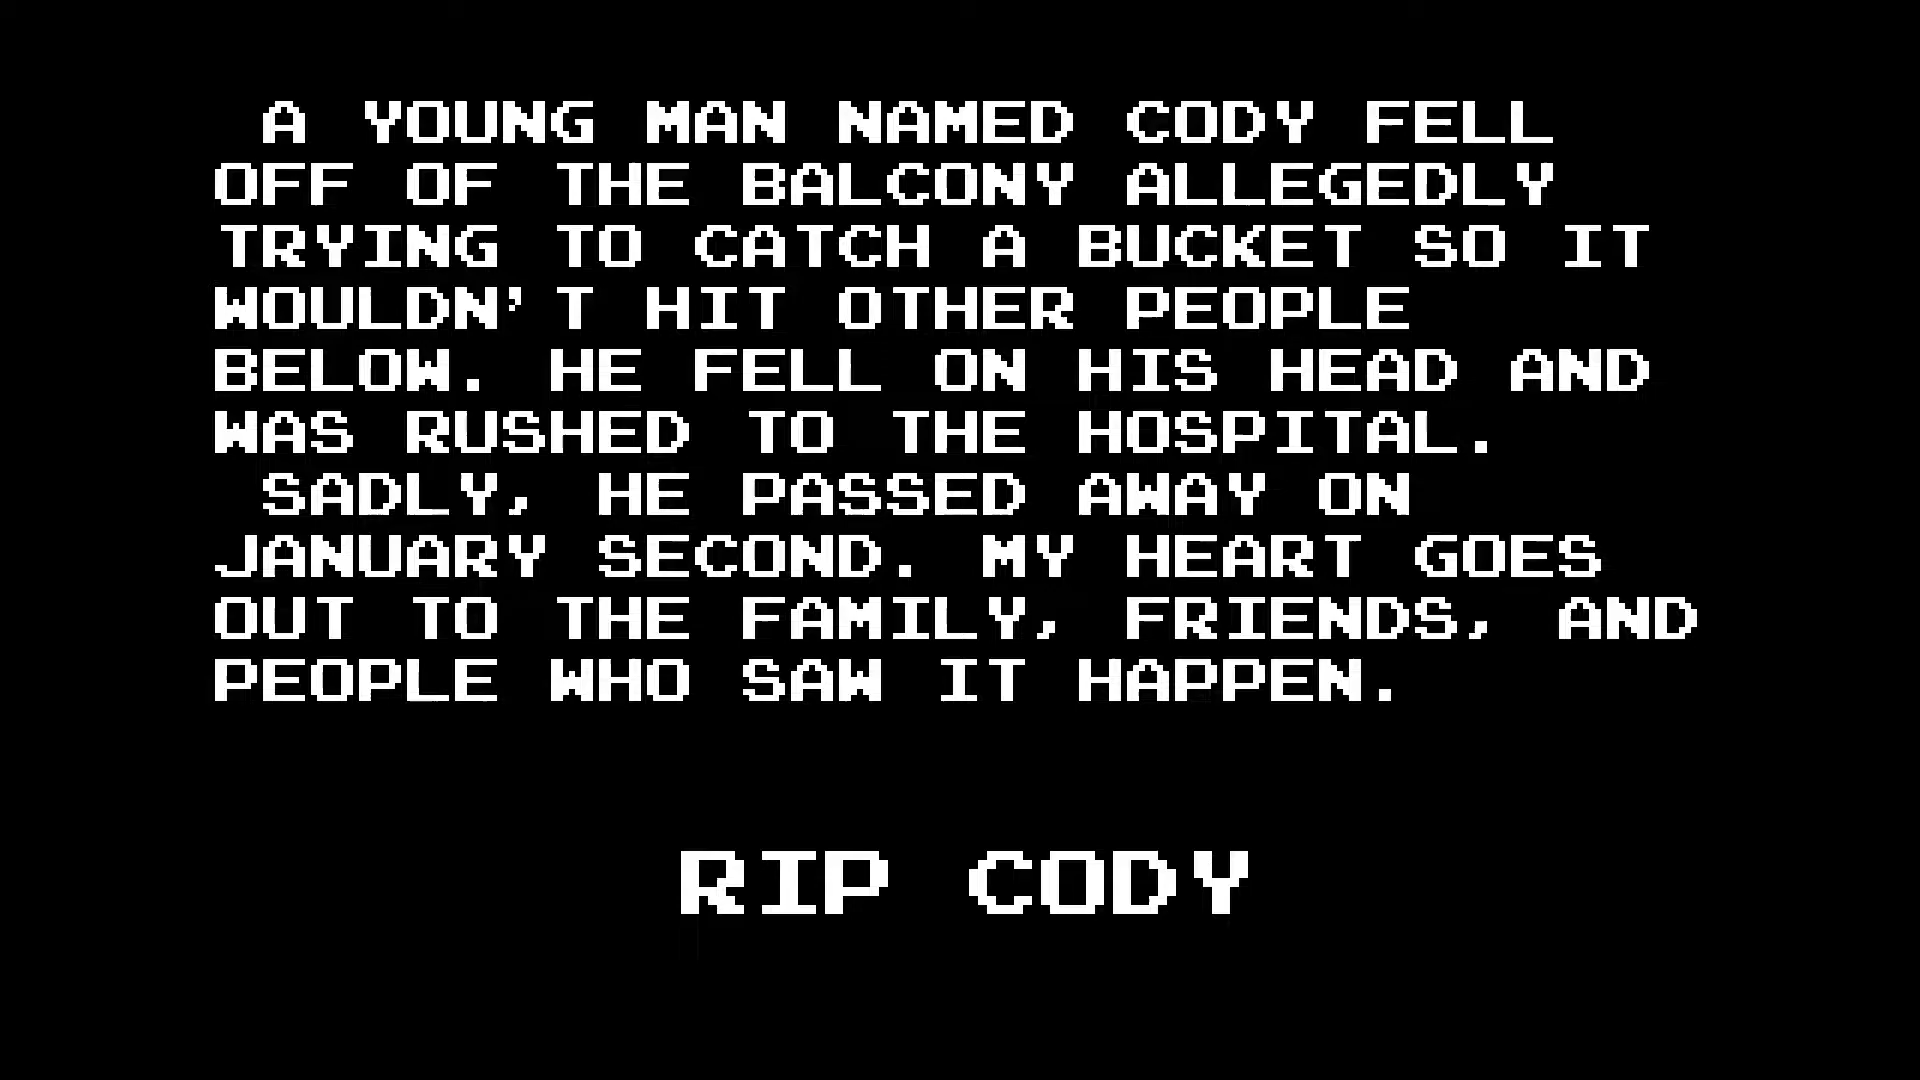 A YOUNG MAN NAMED CODY FELL
OFF OF THE BALCONY ALLEGEDLY
TRYING TO CATCH A BUCKET SO IT
WOULDN'T HIT OTHER PEOPLE
BELOW. HE FELL ON HIS HEAD AND
WAS RUSHED TO THE HOSPITAL.
SADLY, HE PASSED AWAY ON
JANUARY SECOND. MY HEART GOES
OUT TO THE FAMILY, FRIENDS, AND
PEOPLE WHO SAW IT HAPPEN.
RIP CODY